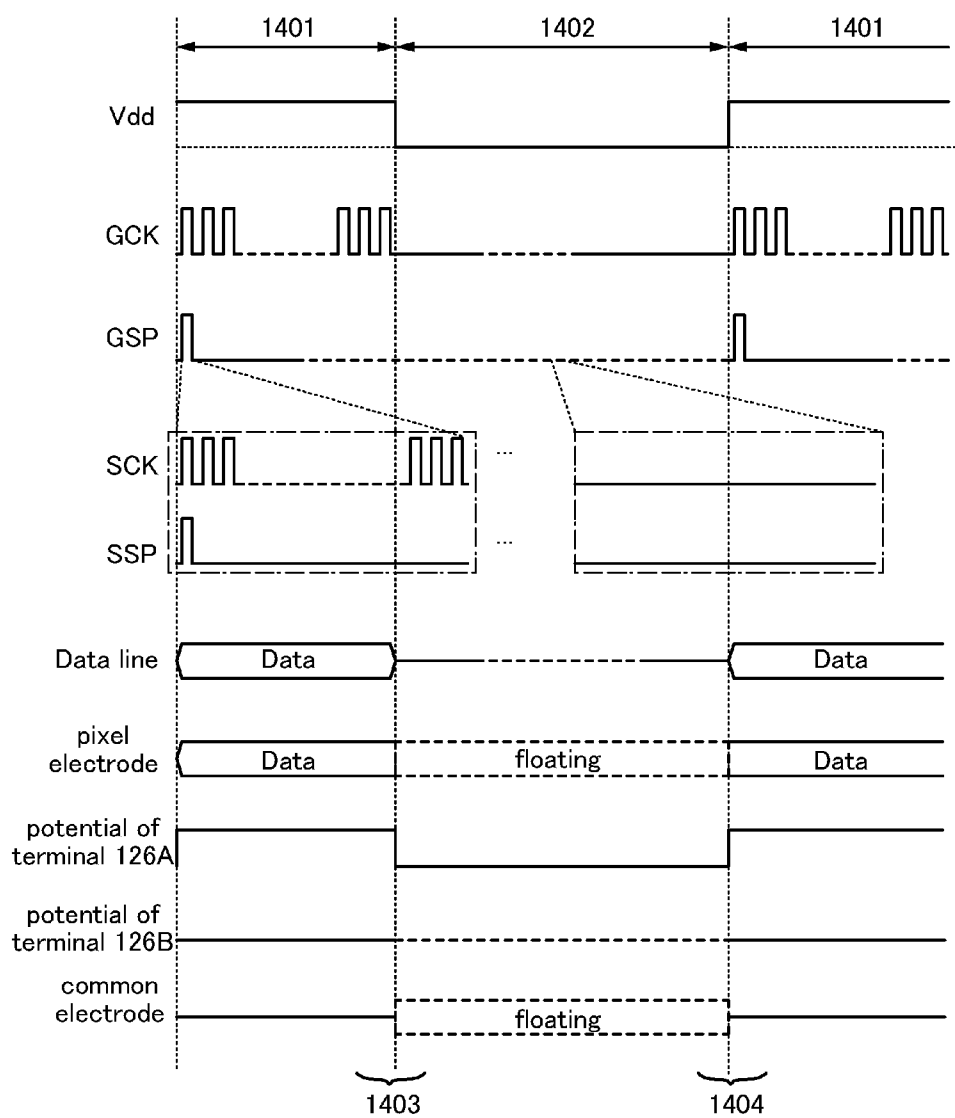 1401
1402
1401
Vdd
GCK
GSP
SCK
...
SSP
...
Data line
Data
Data
pixel
electrode
Data
floating
Data
potential of
terminal 126A
potential of
terminal 126B
common
electrode
floating
1403
1404